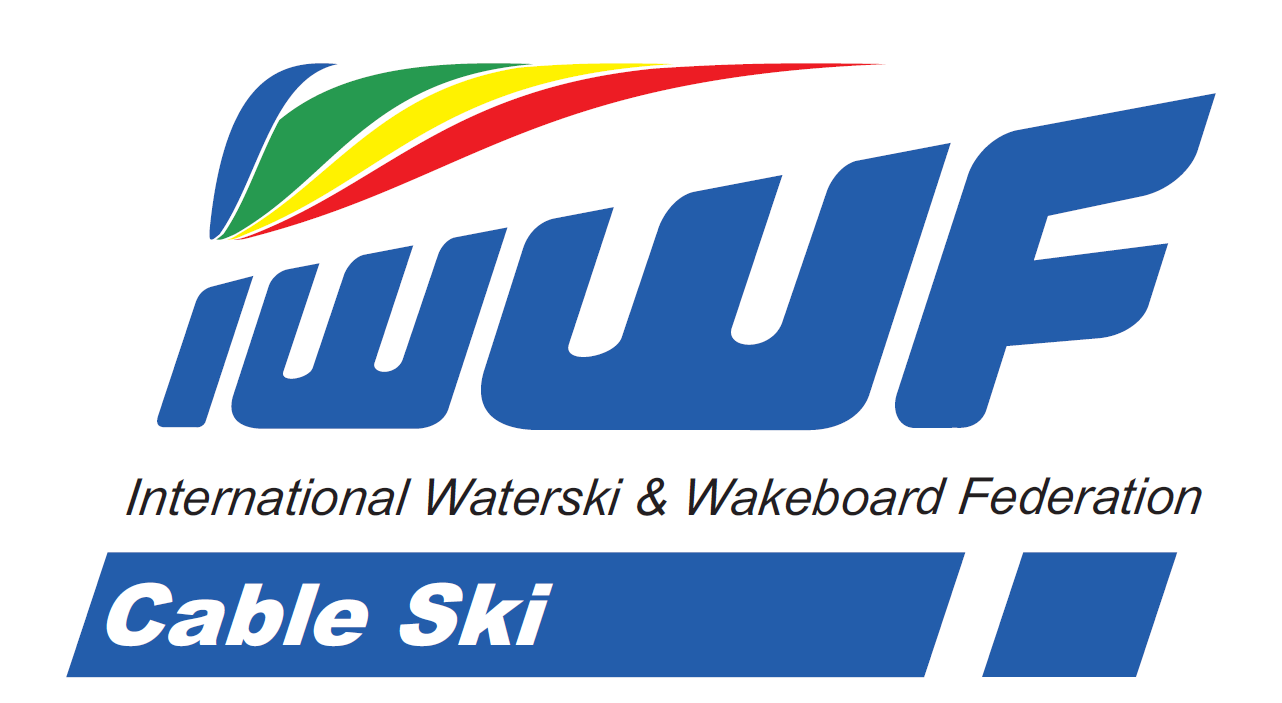 IWWF
International Waterski & Wakeboard Federation
Cable Ski